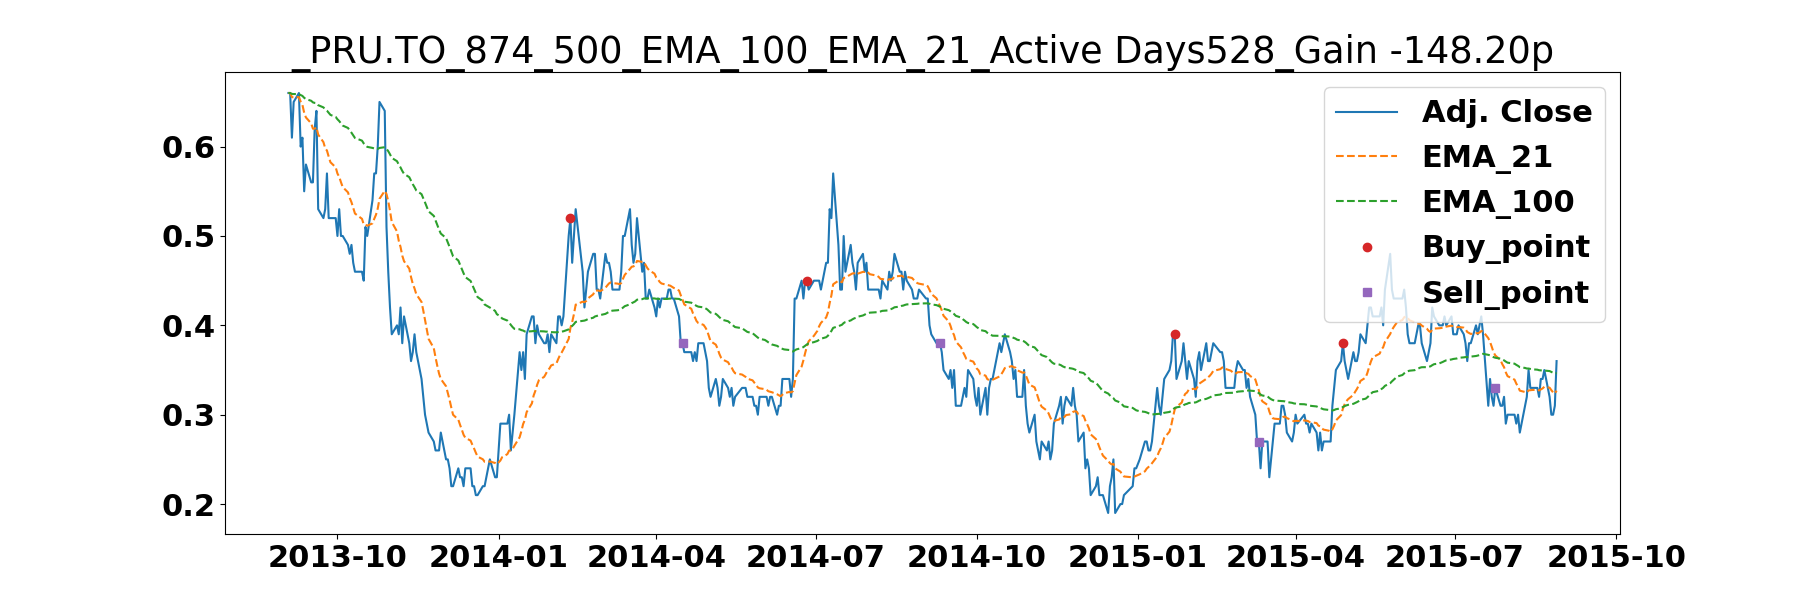 _PRU.TO_874_500_EMA_100_EMA_21_Active Days528_Gain -148.20p
Adj. Close
EMA_21
EMA_100
Buy_point
Sell_point
0.6
0.5
0.4
0.3
0.2
2013-10 2014-01 2014-04 2014-07 2014-10 2015-01 2015-04 2015-07 2015-10